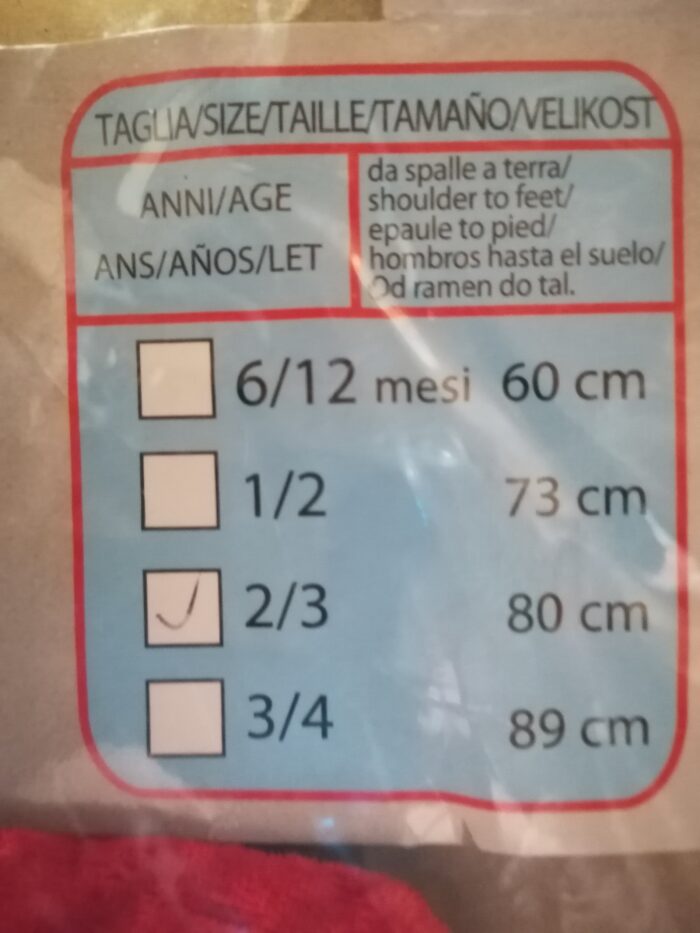 TAGLIA/SIZE/TAILLE/TAMAÑO/VELIKOST
ANNI/AGE
ANS/AÑOS/LET
da spalle a terra/
shoulder to feet/
epaule to pied/
hombros hasta el suelo/
Od ramen do tal.
6/12 mesi 60 cm
1/2 73 cm
2/3 80 cm
3/4 89 cm